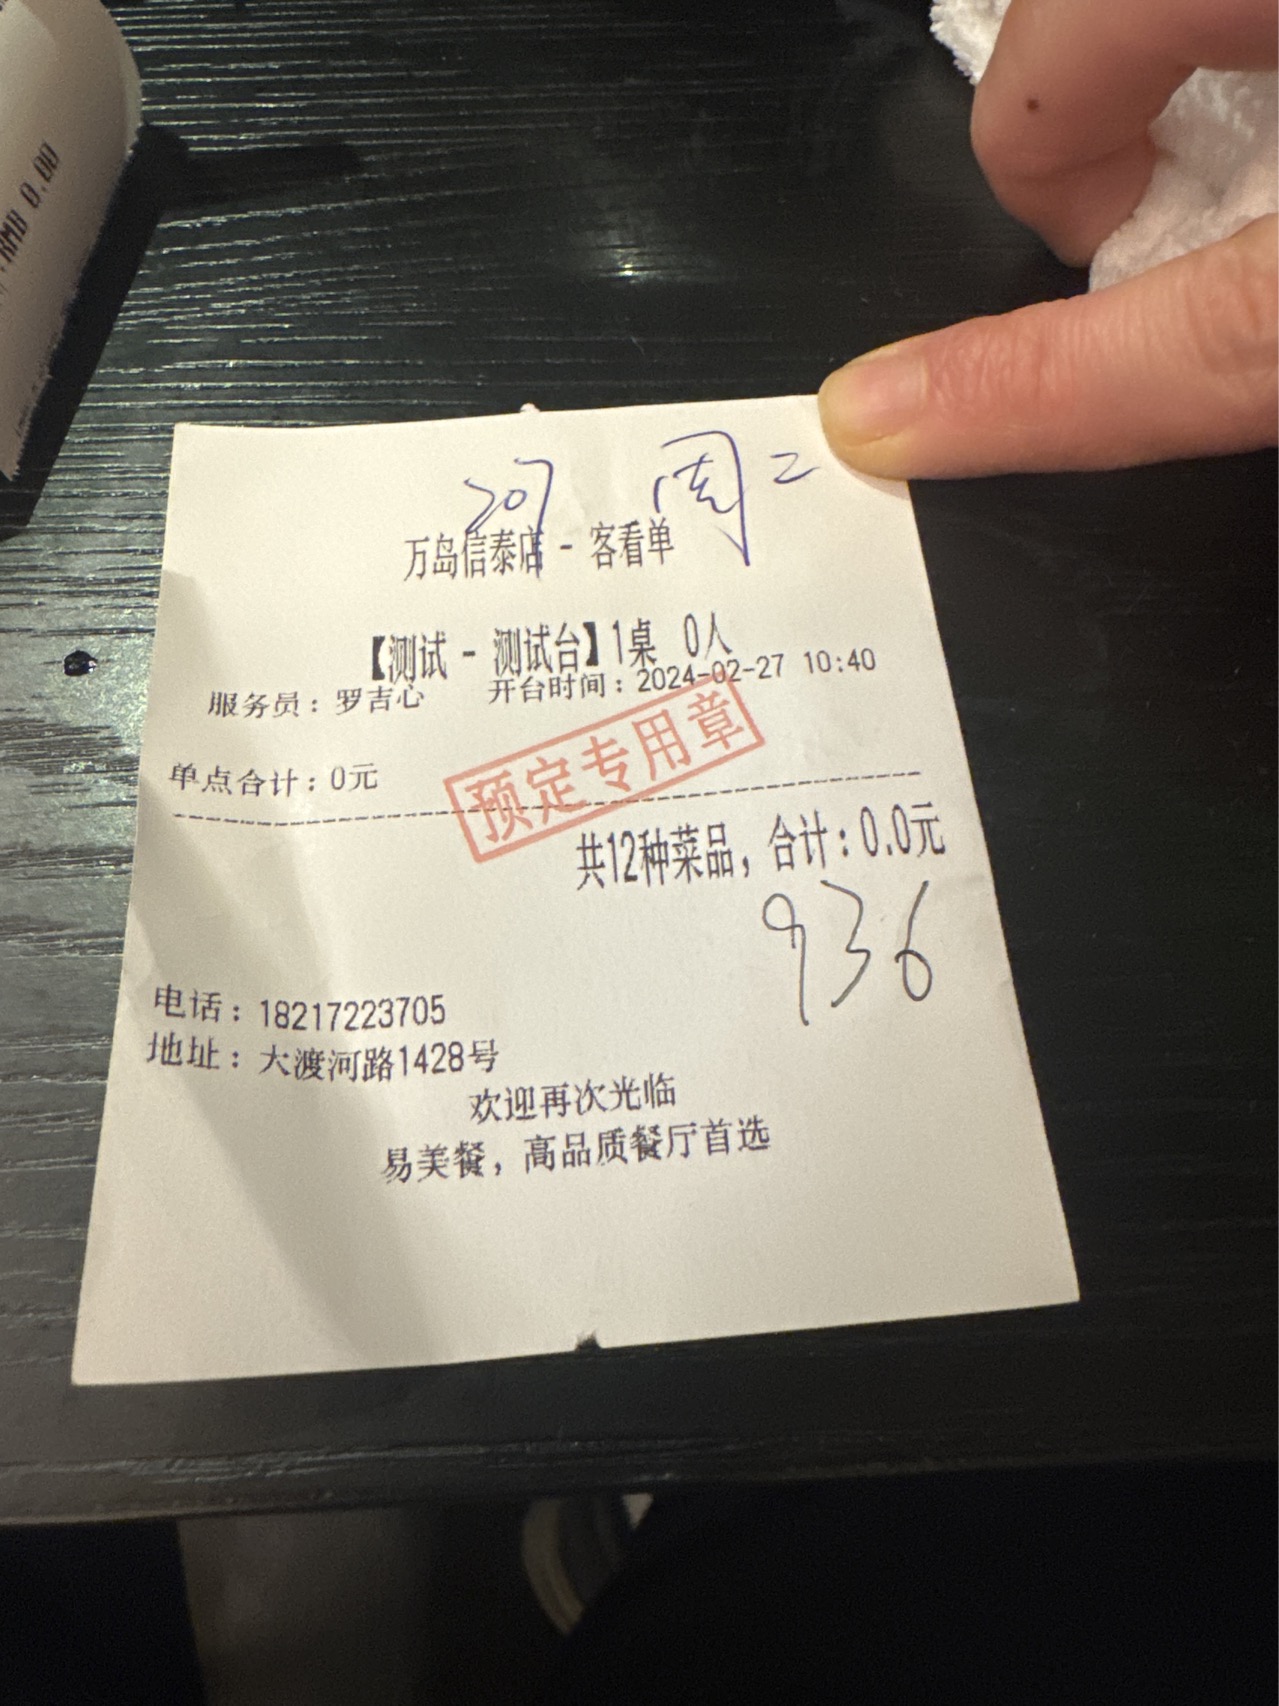 RMB 0.00
207 周二
万岛信泰店 - 客看单
【测试 - 测试台】1桌 0人
服务员：罗吉心 开台时间：2024-02-27 10:40
预定专用章
单点合计：0元
共12种菜品，合计：0.0元
936
电话：18217223705
地址：大渡河路1428号
欢迎再次光临
易美餐，高品质餐厅首选